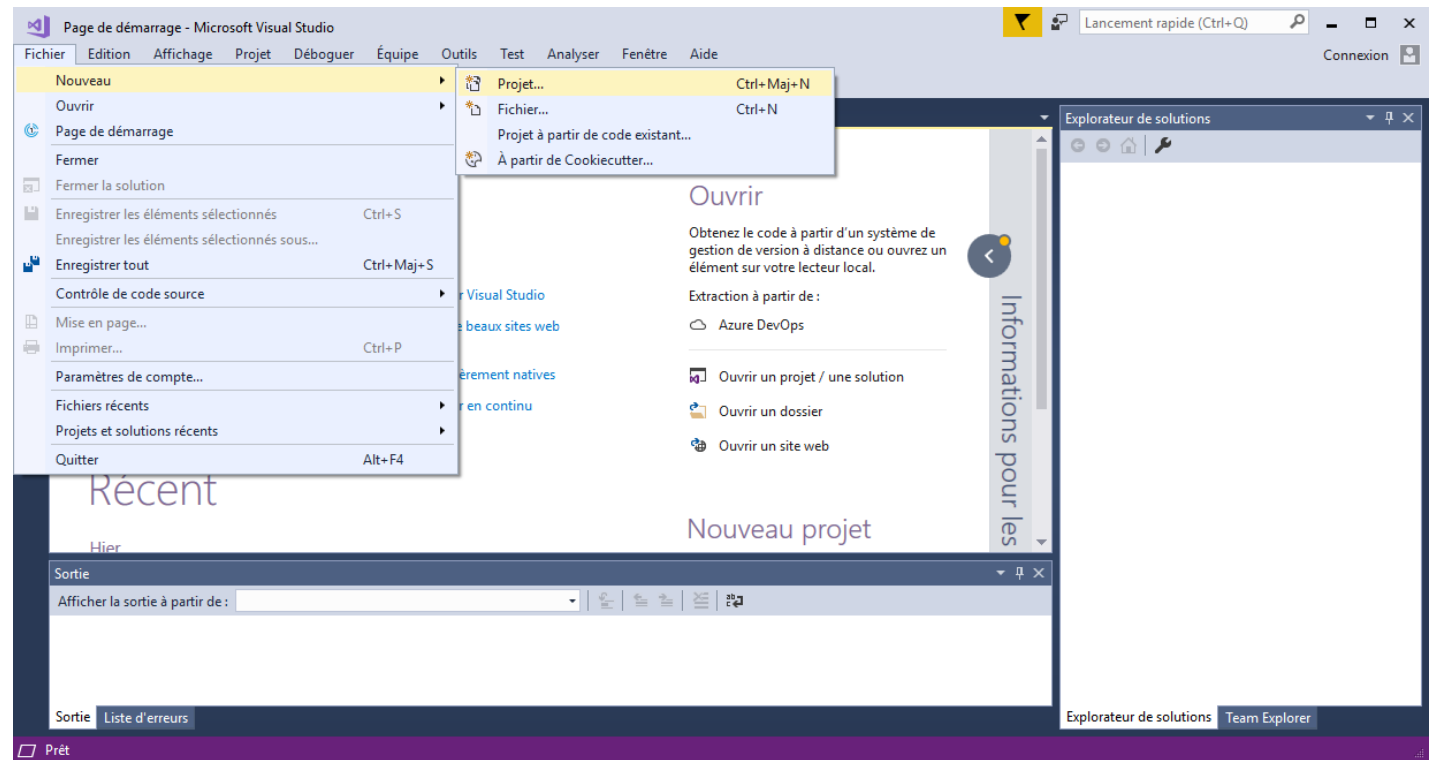 Page de démarrage - Microsoft Visual Studio
Lancement rapide (Ctrl+Q)
Fichier Edition Affichage Projet Déboguer Équipe Outils Test Analyser Fenêtre Aide
Connexion
Nouveau
Ouvrir
Page de démarrage
Fermer
Fermer la solution
Enregistrer les éléments sélectionnés Ctrl+S
Enregistrer les éléments sélectionnés sous...
Enregistrer tout Ctrl+Maj+S
Contrôle de code source
Mise en page...
Imprimer... Ctrl+P
Paramètres de compte...
Fichiers récents
Projets et solutions récents
Quitter Alt+F4
Projet... Ctrl+Maj+N
Fichier... Ctrl+N
Projet à partir de code existant...
À partir de Cookiecutter...
r Visual Studio
e beaux sites web
èrement natives
r en continu
Récent
Hier
Ouvrir
Obtenez le code à partir d'un système de
gestion de version à distance ou ouvrez un
élément sur votre lecteur local.
Extraction à partir de :
Azure DevOps
Ouvrir un projet / une solution
Ouvrir un dossier
Ouvrir un site web
Nouveau projet
Informations pour les
Explorateur de solutions
Sortie
Afficher la sortie à partir de :
Sortie Liste d'erreurs
Explorateur de solutions Team Explorer
Prêt